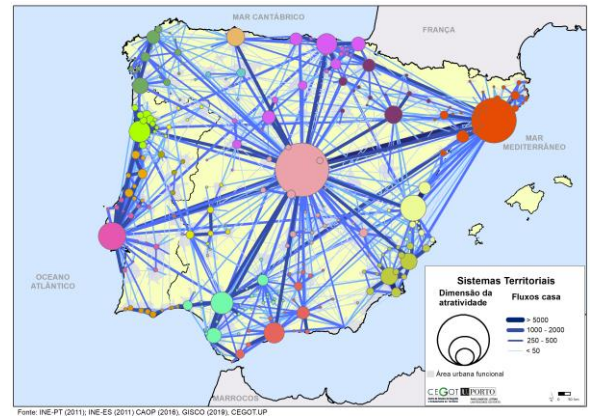 MAR CANTÁBRICO
FRANÇA
MAR
MEDITERRÂNEO
OCEANO
ATLÂNTICO
MARROCOS
Sistemas Territoriais
Dimensão da
atratividade
Fluxos casa
> 5000
1000 - 2000
250 - 500
< 50
Área urbana funcional
CEGOT U.PORTO
Fonte: INE-PT (2011); INE-ES (2011) CAOP (2016), GISCO (2019), CEGOT.UP